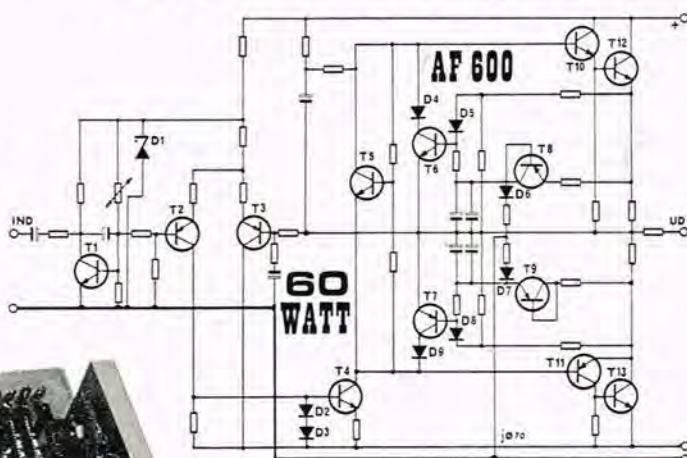 +
T12
T10
AF 600
D4
D5
T8
T5
T6
D1
D6
IND
T2
T3
UD
T1
60
WATT
D7
T9
T7
D8
D9
T4
T11
T13
D2
D3
jø70